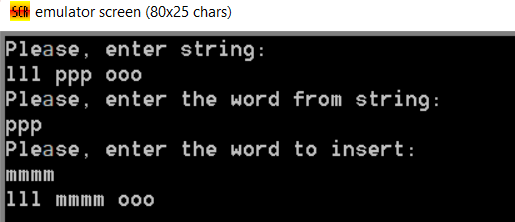 SCR emulator screen (80x25 chars)
Please, enter string:
lll ppp ooo
Please, enter the word from string:
ppp
Please, enter the word to insert:
mmmm
lll mmmm ooo